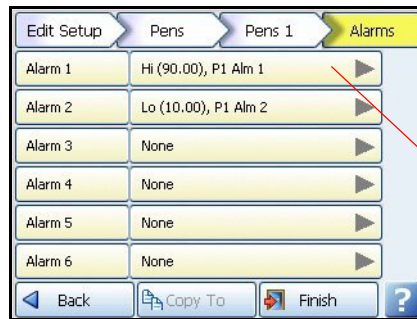 Edit Setup Pens Pens 1 Alarms
Alarm 1 Hi (90.00), P1 Alm 1
Alarm 2 Lo (10.00), P1 Alm 2
Alarm 3 None
Alarm 4 None
Alarm 5 None
Alarm 6 None
Back Copy To Finish ?